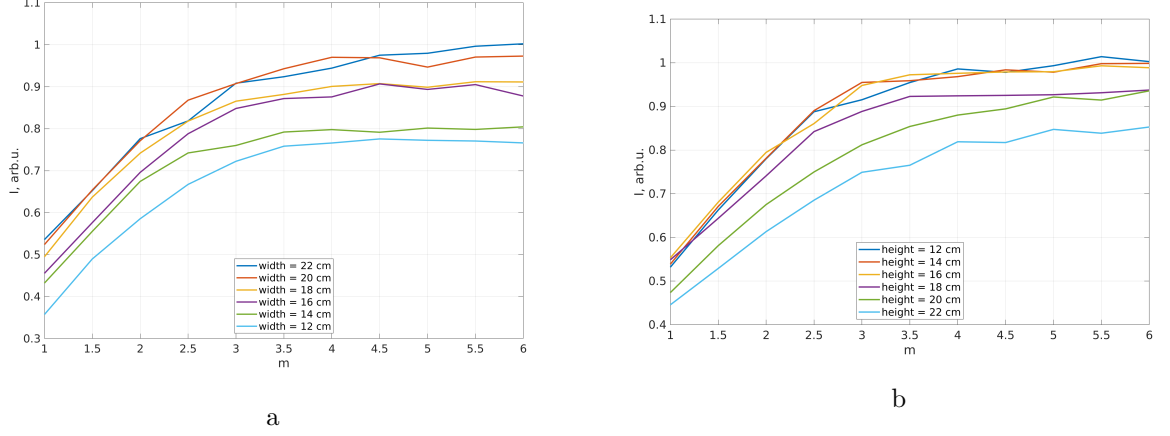 1.1
1
0.9
0.8
0.7
0.6
0.5
0.4
0.3
I, arb.u.
width = 22 cm
width = 20 cm
width = 18 cm
width = 16 cm
width = 14 cm
width = 12 cm
1 1.5 2 2.5 3 3.5 4 4.5 5 5.5 6
m
a
1.1
1
0.9
0.8
0.7
0.6
0.5
0.4
I, arb.u.
height = 12 cm
height = 14 cm
height = 16 cm
height = 18 cm
height = 20 cm
height = 22 cm
1 1.5 2 2.5 3 3.5 4 4.5 5 5.5 6
m
b